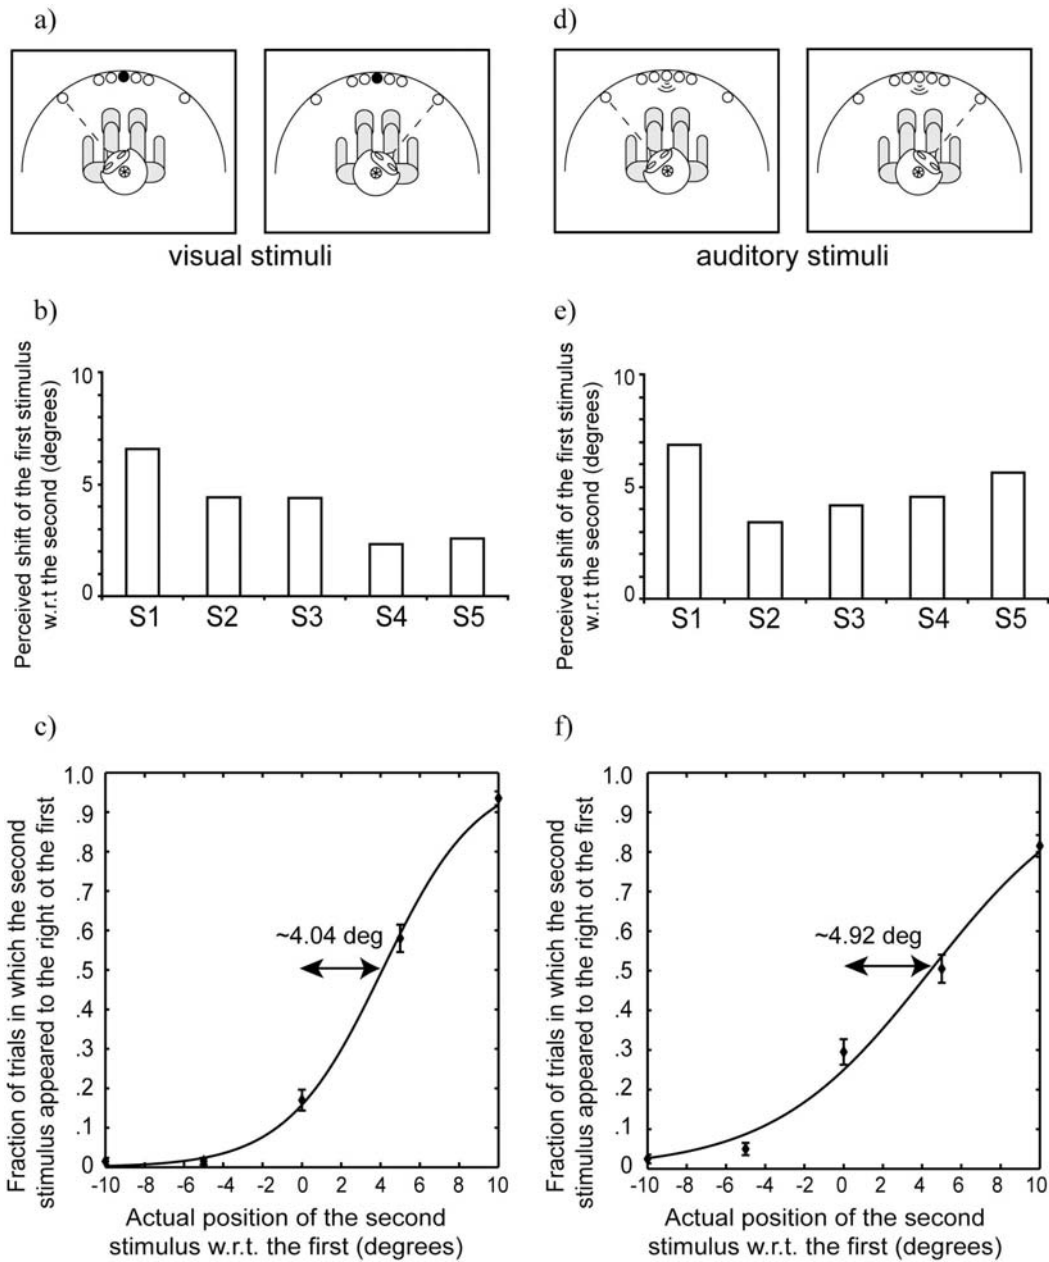 a)
d)
visual stimuli
auditory stimuli
b)
e)
Perceived shift of the first stimulus
w.r.t the second (degrees)
10
5
0
S1 S2 S3 S4 S5
Perceived shift of the first stimulus
w.r.t the second (degrees)
10
5
0
S1 S2 S3 S4 S5
c)
f)
Fraction of trials in which the second
stimulus appeared to the right ot the first
1.0
.9
.8
.7
.6
.5
.4
.3
.2
.1
0
~4.04 deg
-10 -8 -6 -4 -2 0 2 4 6 8 10
Actual position of the second
stimulus w.r.t. the first (degrees)
Fraction of trials in which the second
stimulus appeared to the right ot the first
1.0
.9
.8
.7
.6
.5
.4
.3
.2
.1
0
~4.92 deg
-10 -8 -6 -4 -2 0 2 4 6 8 10
Actual position of the second
stimulus w.r.t. the first (degrees)